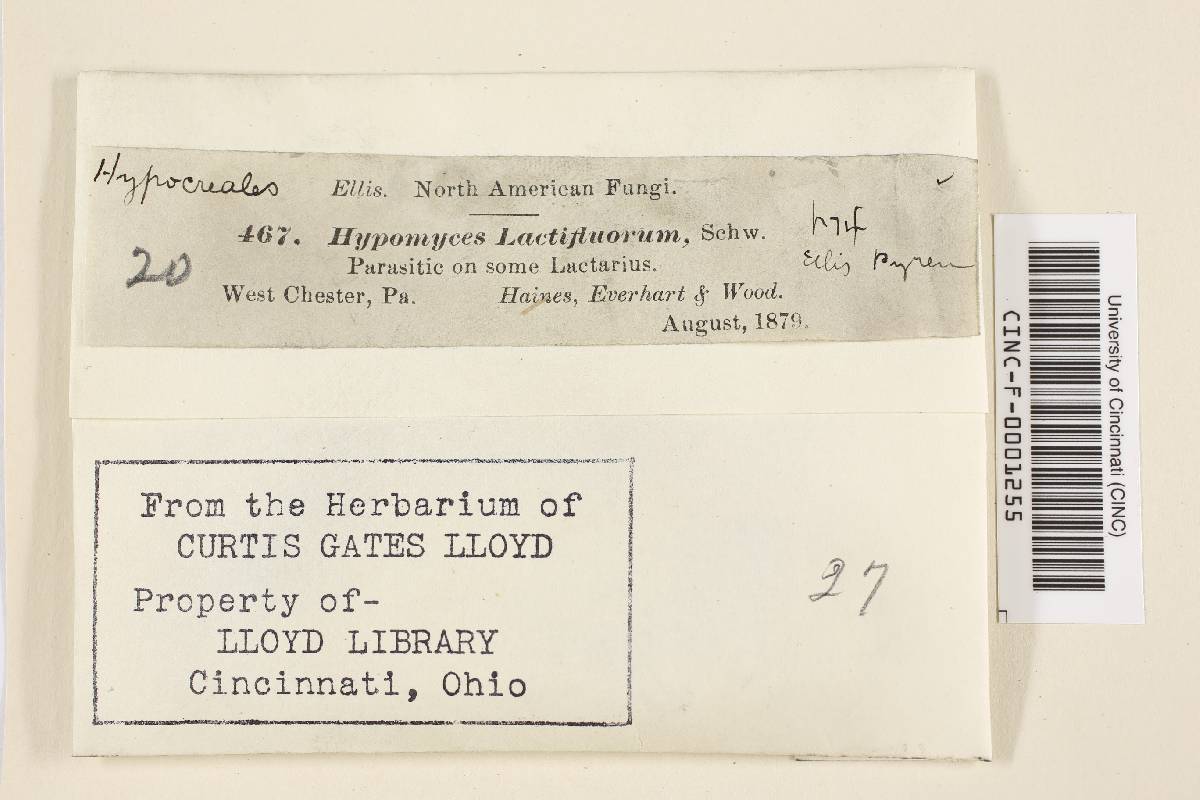 Hypocreales
Ellis. North American Fungi.
467. Hypomyces Lactifluorum, Schw.
Parasitic on some Lactarius.
West Chester, Pa. Haines, Everhart & Wood.
August, 1879.
20
Ellis Pyren
From the Herbarium of
CURTIS GATES LLOYD
Property of-
LLOYD LIBRARY
Cincinnati, Ohio
27
University of Cincinnati (CINC)
CINC-F-0001255